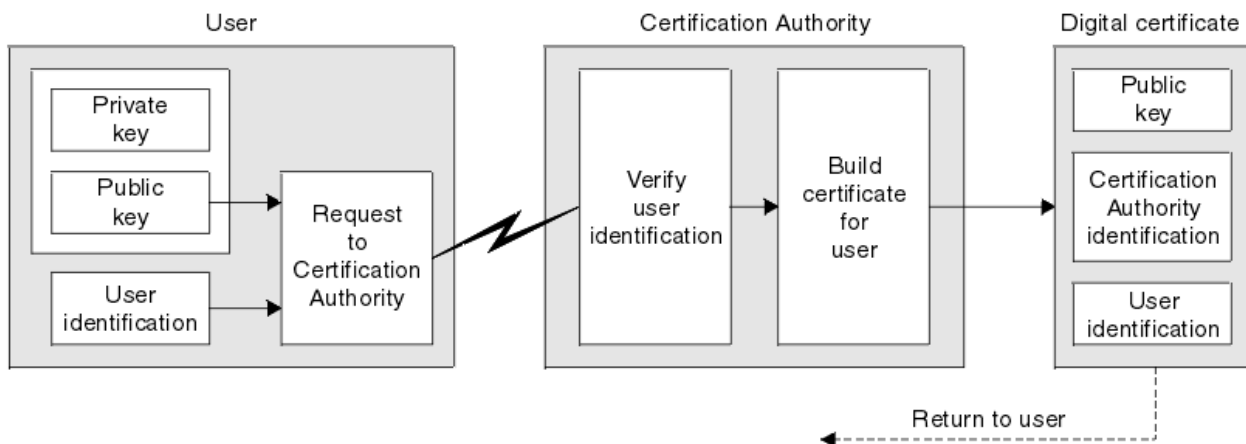 User
Certification Authority
Digital certificate
Private
key
Public
key
User
identification
Request
to
Certification
Authority
Verify
user
identification
Build
certificate
for
user
Public
key
Certification
Authority
identification
User
identification
Return to user